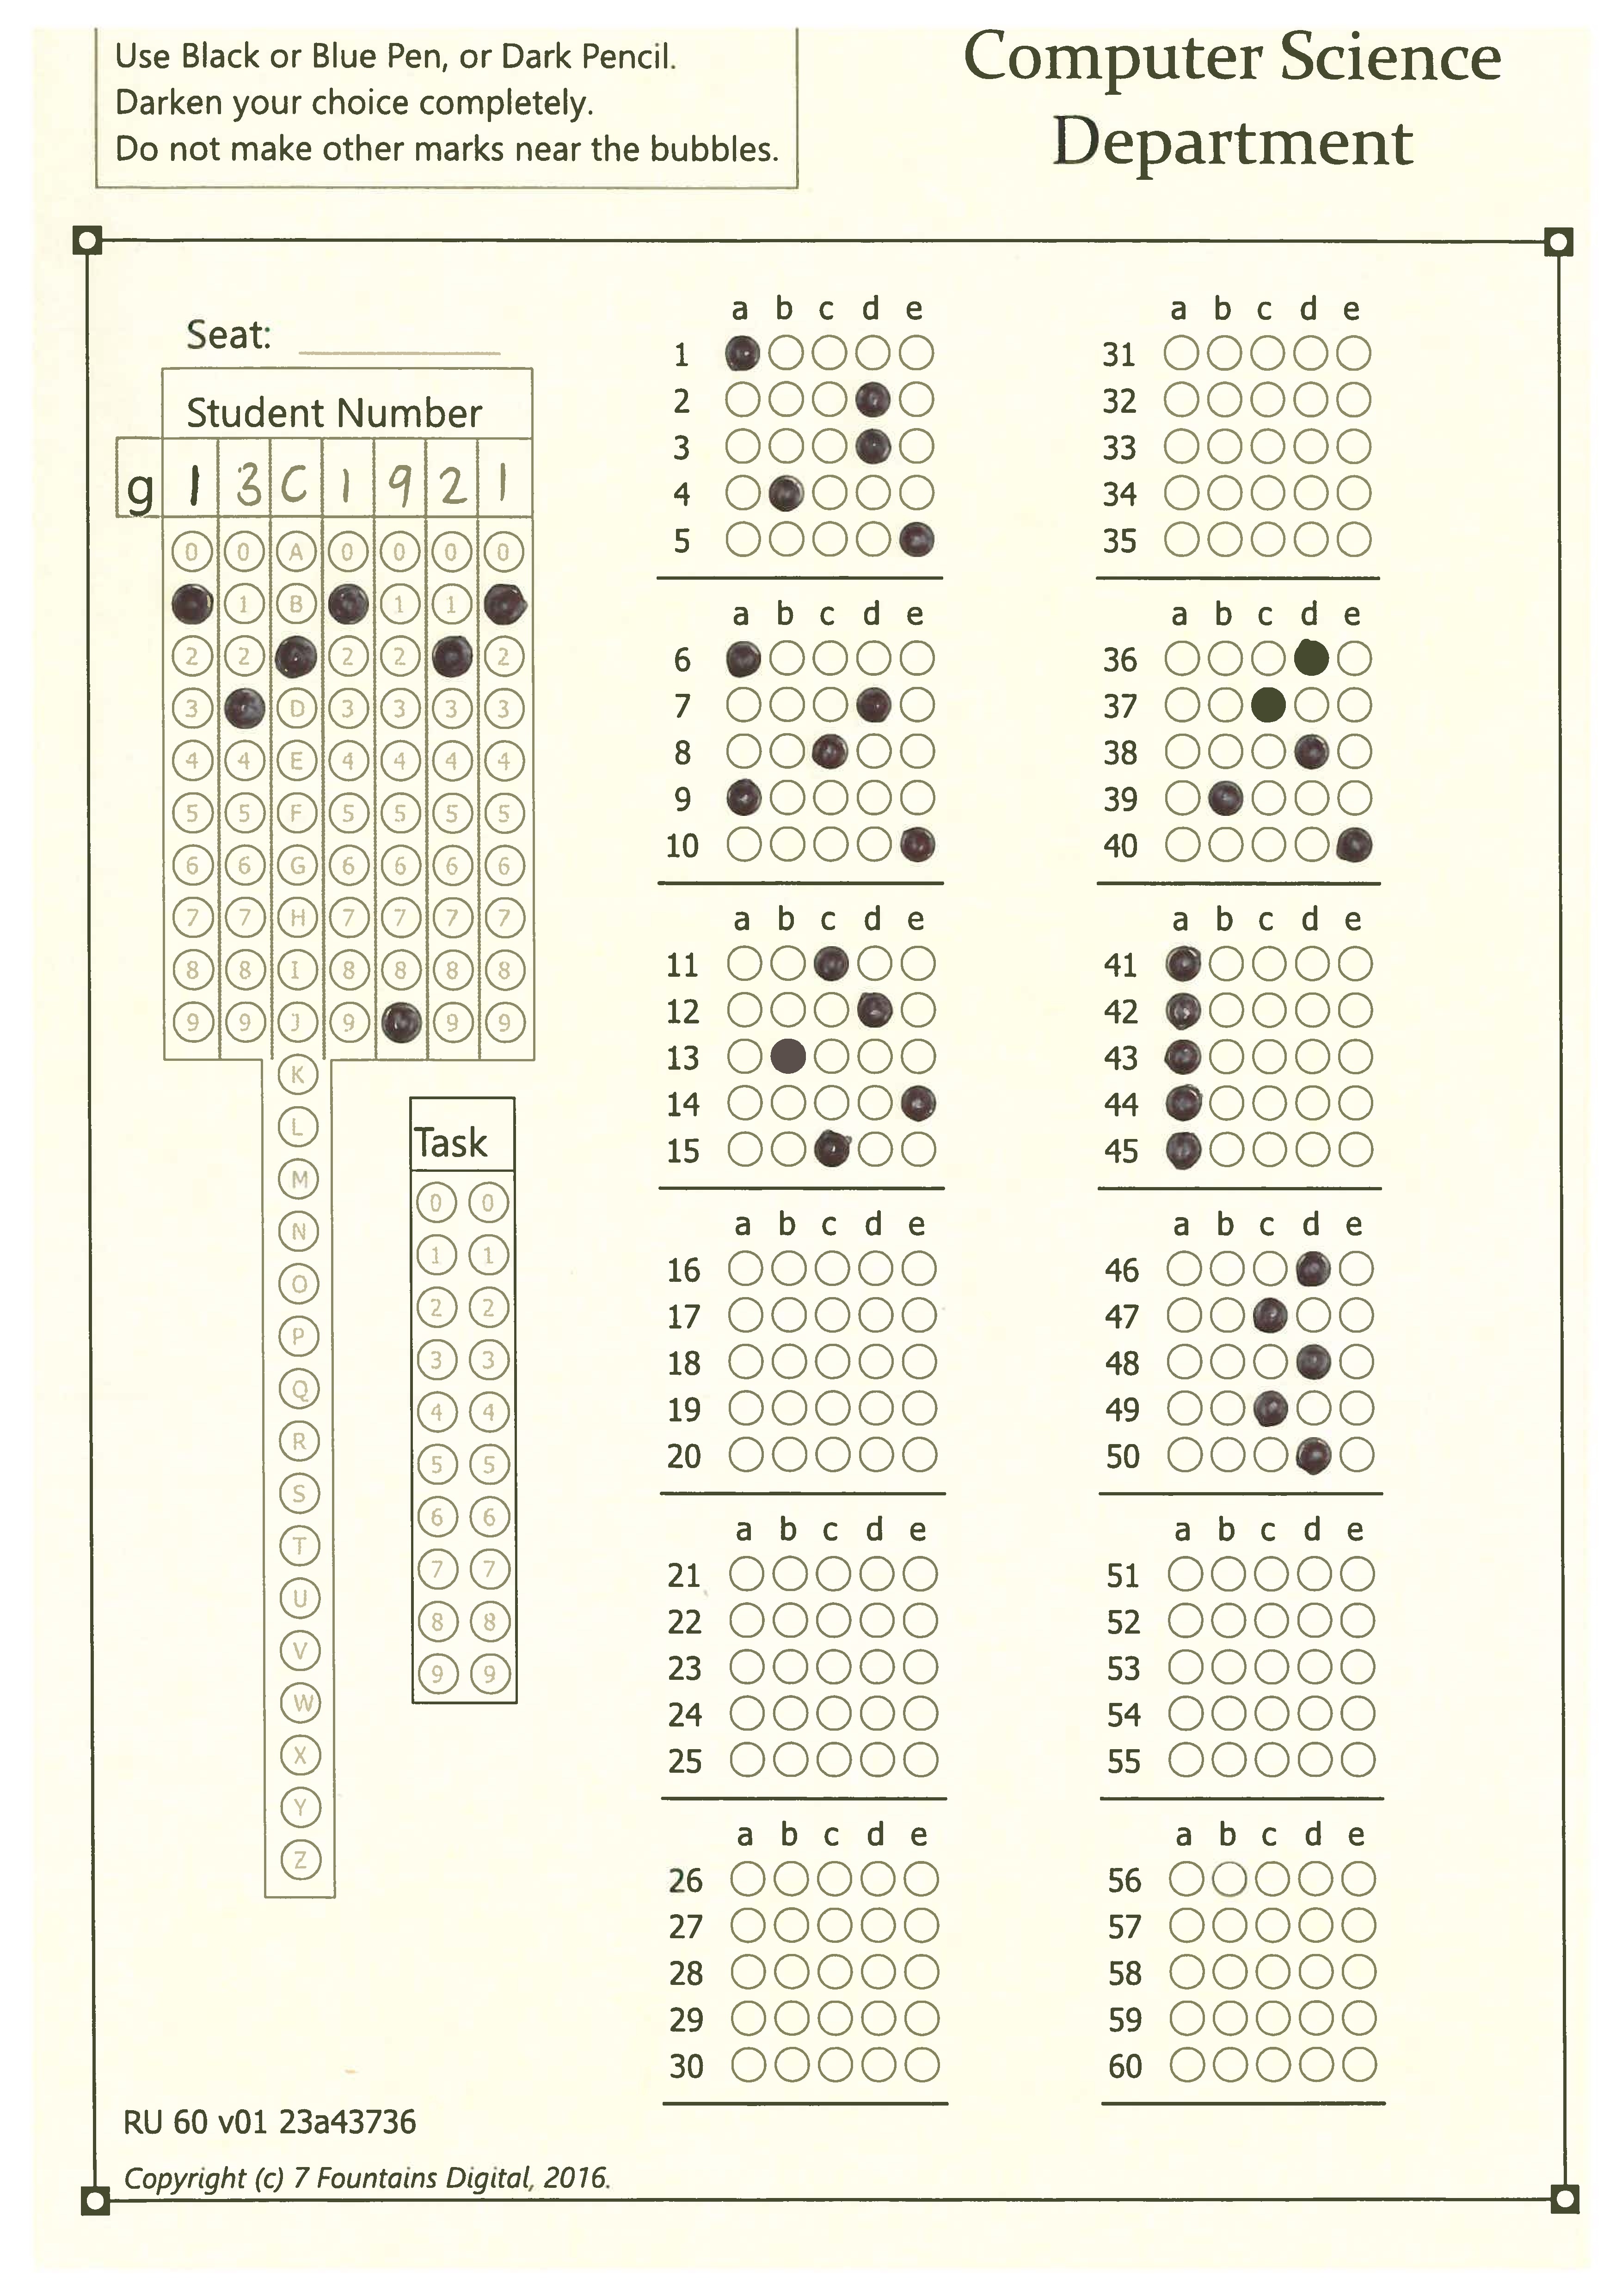 Use Black or Blue Pen, or Dark Pencil.
Darken your choice completely.
Do not make other marks near the bubbles.
Computer Science
Department
Seat:
Student Number
g 1 3 C 1 9 2 1
0 0 A 0 0 0 0
1 B 1 1
2 2 2 2 2
3 D 3 3 3 3
4 4 E 4 4 4 4
5 5 F 5 5 5 5
6 6 G 6 6 6 6
7 7 H 7 7 7 7
8 8 I 8 8 8 8
9 9 J 9 9 9
K
L
M
N
O
P
Q
R
S
T
U
V
W
X
Y
Z
Task
0 0
1 1
2 2
3 3
4 4
5 5
6 6
7 7
8 8
9 9
a b c d e
1
2
3
4
5
a b c d e
6
7
8
9
10
a b c d e
11
12
13
14
15
a b c d e
16
17
18
19
20
a b c d e
21
22
23
24
25
a b c d e
26
27
28
29
30
a b c d e
31
32
33
34
35
a b c d e
36
37
38
39
40
a b c d e
41
42
43
44
45
a b c d e
46
47
48
49
50
a b c d e
51
52
53
54
55
a b c d e
56
57
58
59
60
RU 60 v01 23a43736
Copyright (c) 7 Fountains Digital, 2016.